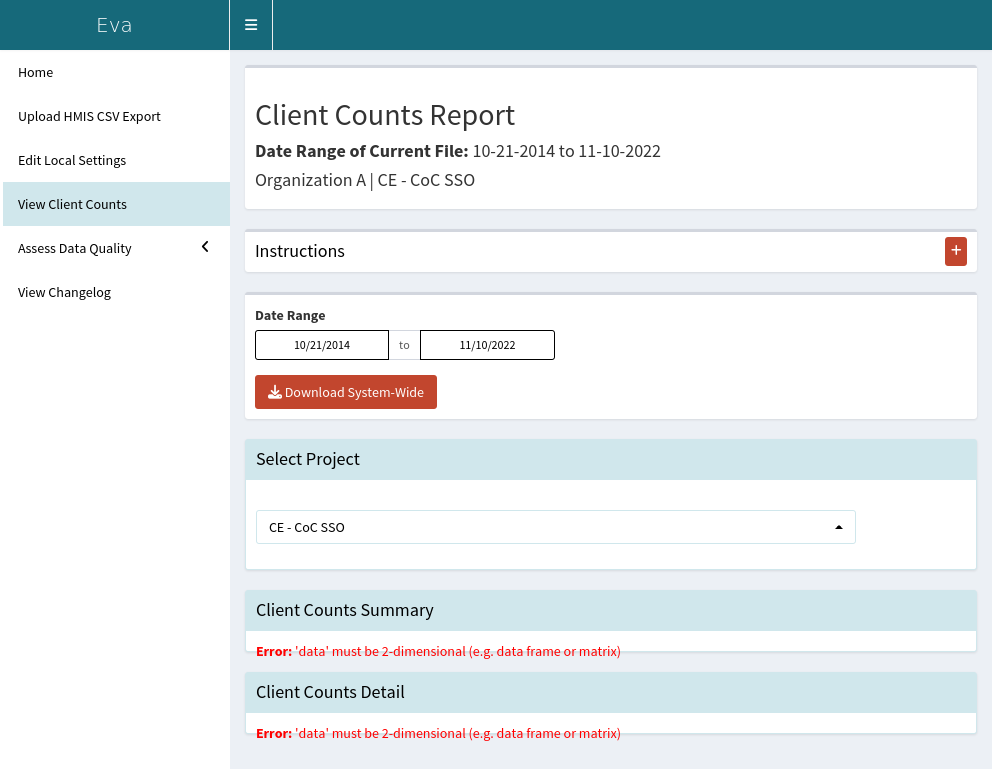 Eva
Home
Upload HMIS CSV Export
Edit Local Settings
View Client Counts
Assess Data Quality
View Changelog
Client Counts Report
Date Range of Current File: 10-21-2014 to 11-10-2022
Organization A | CE - CoC SSO
Instructions
+
Date Range
10/21/2014 to 11/10/2022
Download System-Wide
Select Project
CE - CoC SSO
Client Counts Summary
Error: 'data' must be 2-dimensional (e.g. data frame or matrix)
Client Counts Detail
Error: 'data' must be 2-dimensional (e.g. data frame or matrix)